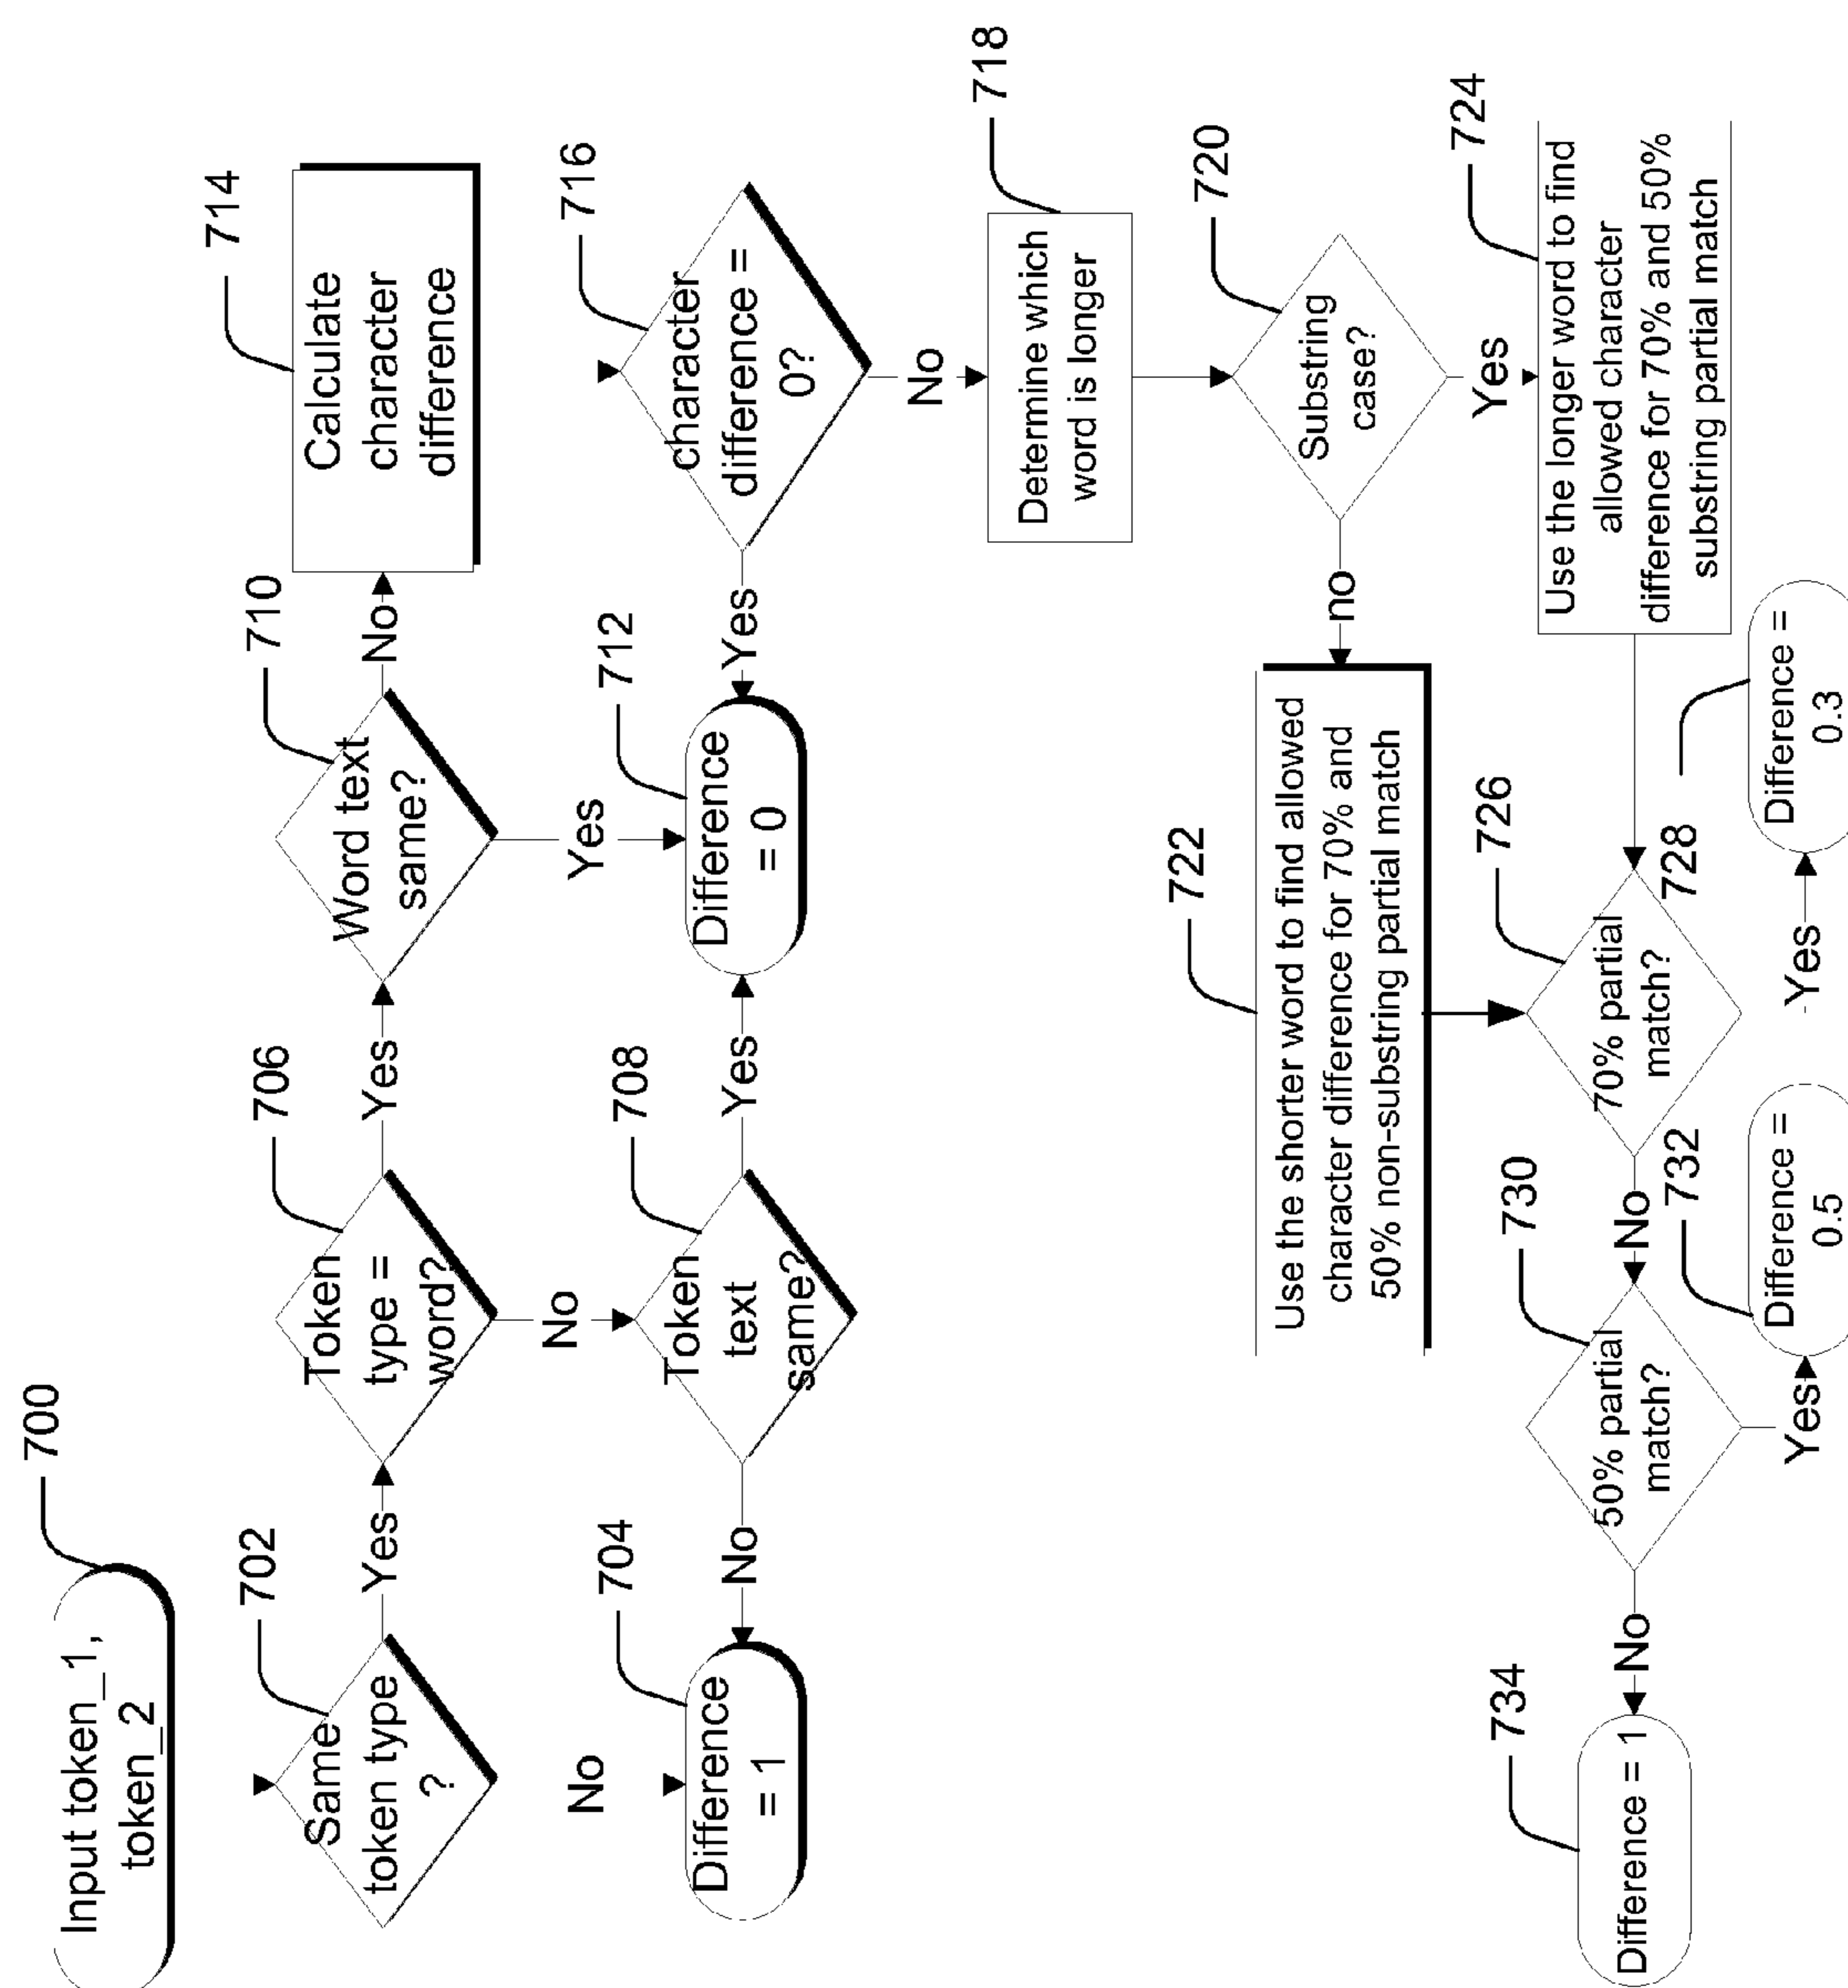 700
Input token_1,
token_2
702
Same
token type
?
Yes
No
704
Difference
= 1
706
Token
type =
word?
Yes
No
708
Token
text
same?
No
Yes
710
Word text
same?
No
Yes
712
Difference
= 0
714
Calculate
character
difference
716
character
difference =
0?
Yes
No
718
Determine which
word is longer
720
Substring
case?
no
Yes
722
Use the shorter word to find allowed
character difference for 70% and
50% non-substring partial match
724
Use the longer word to find
allowed character
difference for 70% and 50%
substring partial match
726
70% partial
match?
Yes
728
Difference =
0.3
No
730
50% partial
match?
Yes
732
Difference =
0.5
No
734
Difference = 1